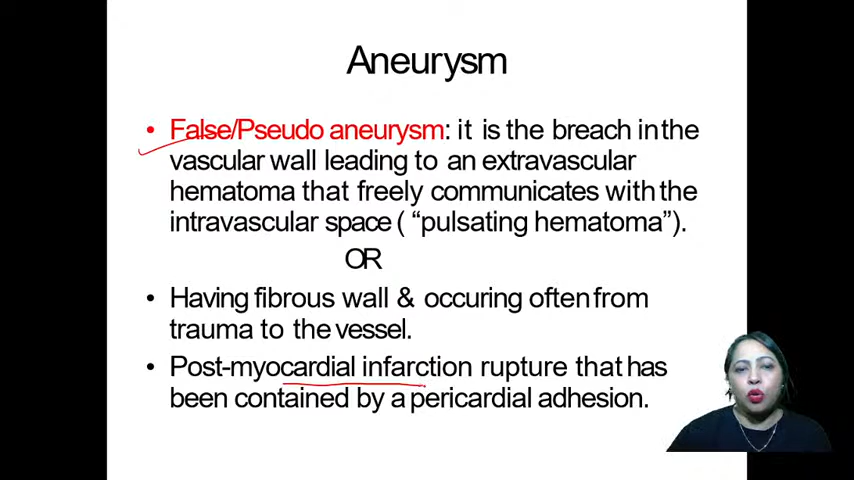 Aneurysm
• False/Pseudo aneurysm: it is the breach in the
vascular wall leading to an extravascular
hematoma that freely communicates with the
intravascular space ( “pulsating hematoma”).
OR
• Having fibrous wall & occuring often from
trauma to the vessel.
• Post-myocardial infarction rupture that has
been contained by a pericardial adhesion.